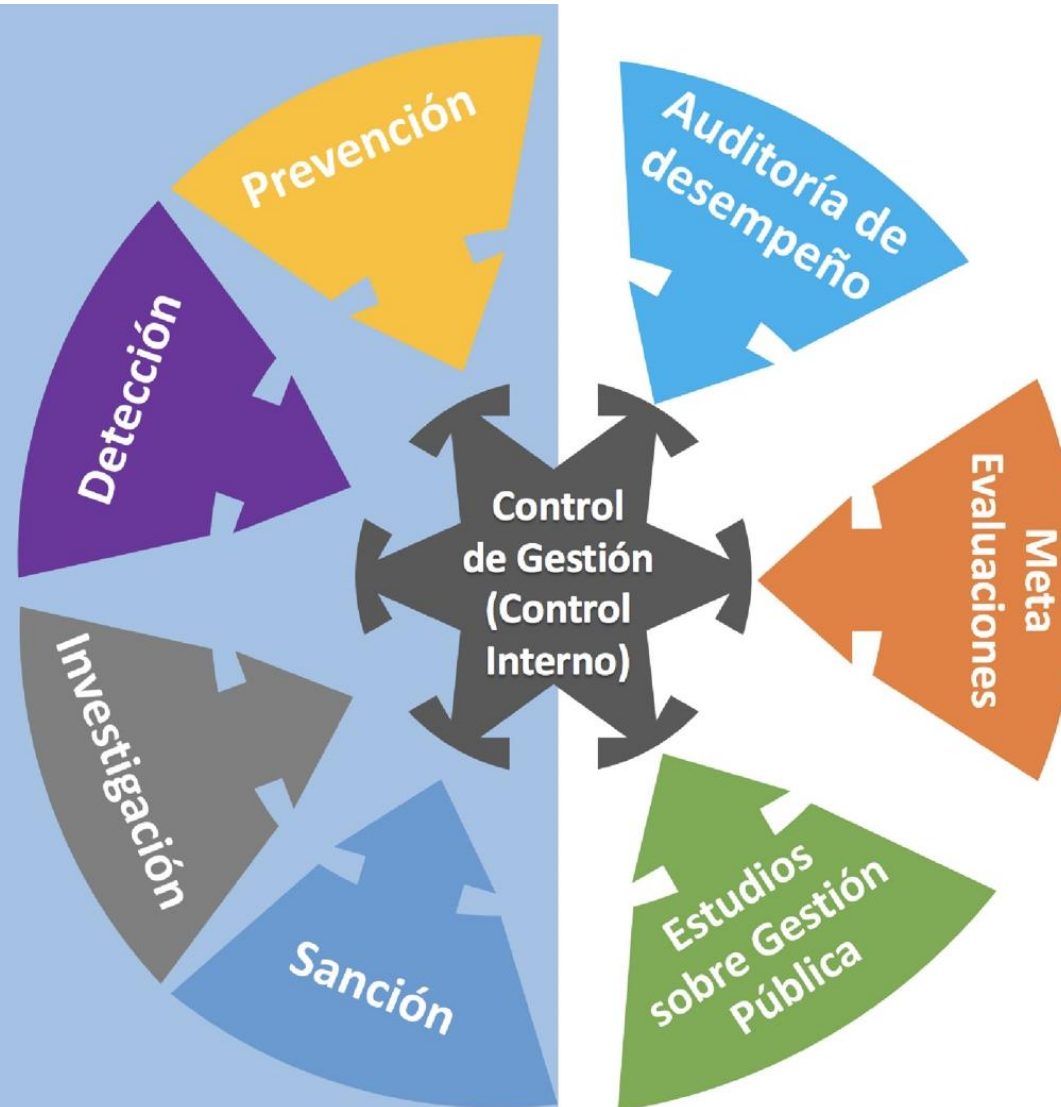 Prevención
Auditoría de
desempeño
Detección
Control
de Gestión
(Control
Interno)
Meta
Evaluaciones
Investigación
Sanción
Estudios
sobre Gestión
Pública